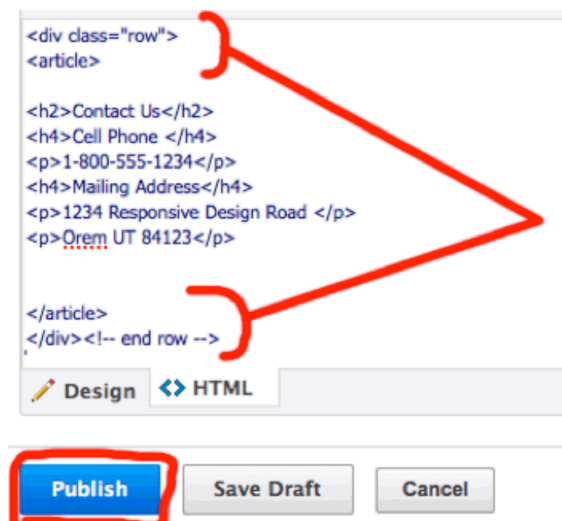 <div class="row">
<article>
<h2>Contact Us</h2>
<h4>Cell Phone </h4>
<p>1-800-555-1234</p>
<h4>Mailing Address</h4>
<p>1234 Responsive Design Road </p>
<p>Orem UT 84123</p>
</article>
</div><!-- end row -->
Design <> HTML
Publish Save Draft Cancel